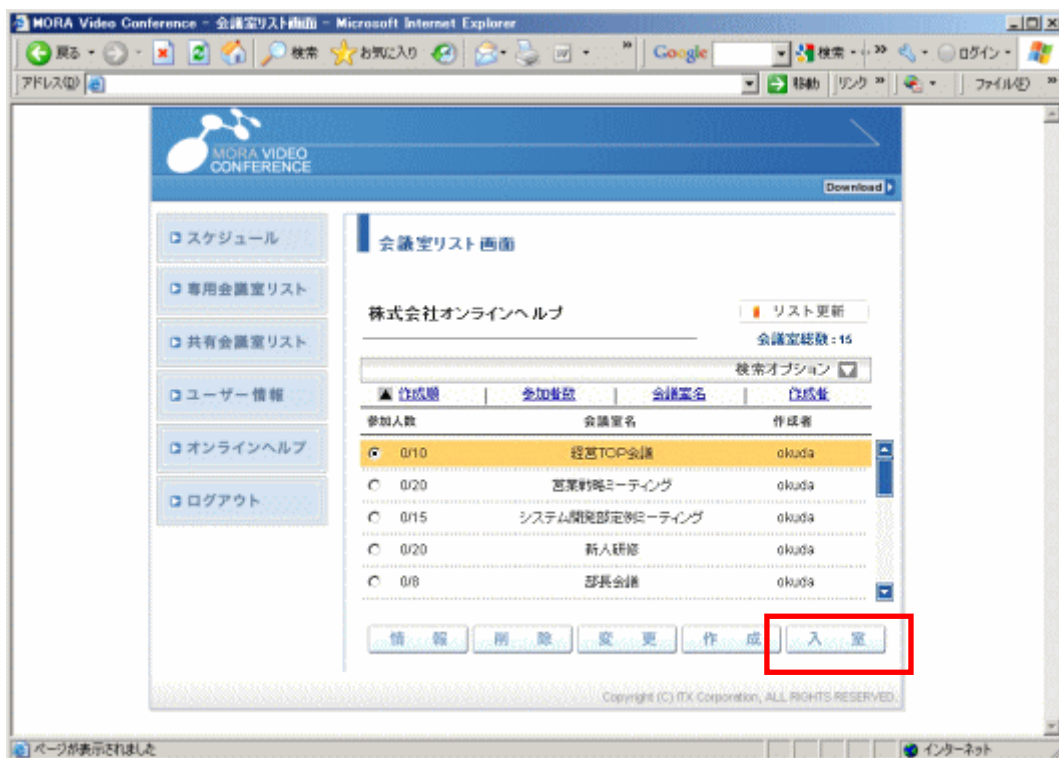 MORA Video Conference - 会議室リスト画面 - Microsoft Internet Explorer
戻る 検索 お気に入り Google 検索 ログイン
アドレス(D) 移動 リンク ファイル(F)
MORA VIDEO
CONFERENCE
Download
スケジュール
専用会議室リスト
共有会議室リスト
ユーザー情報
オンラインヘルプ
ログアウト
会議室リスト画面
株式会社オンラインヘルプ
リスト更新
会議室総数 : 15
検索オプション
▲ 作成順 | 参加者数 | 会議室名 | 作成者
参加人数 会議室名 作成者
0/10 経営TOP会議 okuda
0/20 営業戦略ミーティング okuda
0/15 システム開発部定例ミーティング okuda
0/20 新人研修 okuda
0/8 部長会議 okuda
情 報 削 除 変 更 作 成 入 室
Copyright (C) ITX Corporation, ALL RIGHTS RESERVED.
ページが表示されました インターネット